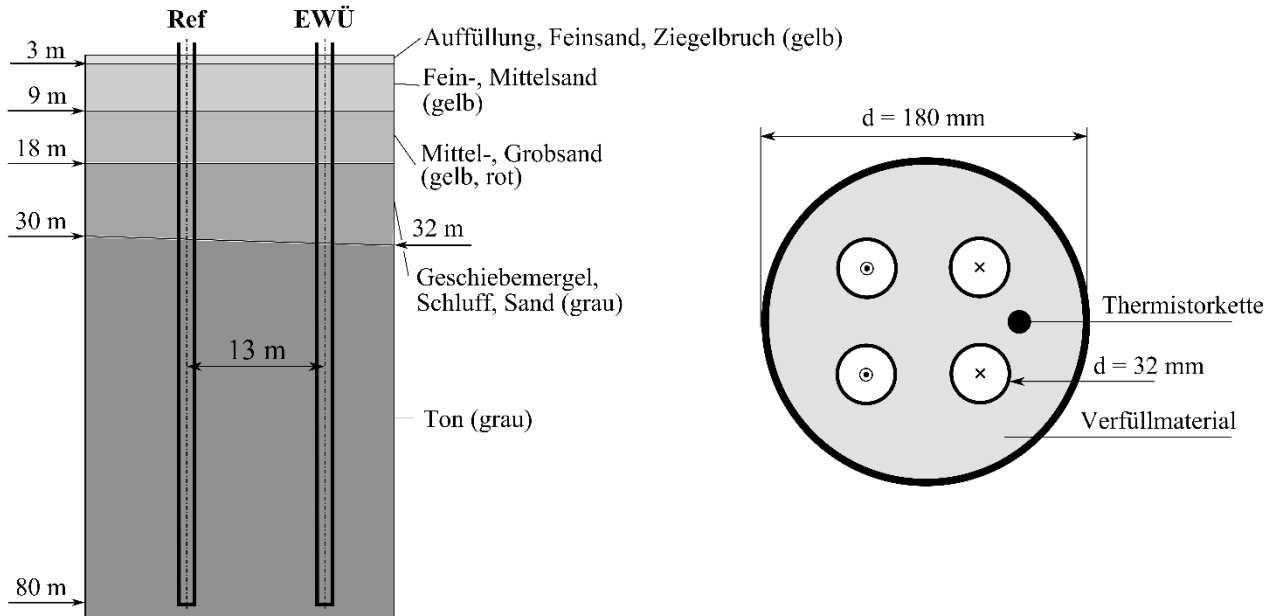 Ref
EWÜ
3 m
Auffüllung, Feinsand, Ziegelbruch (gelb)
Fein-, Mittelsand
(gelb)
9 m
Mittel-, Grobsand
(gelb, rot)
18 m
30 m
32 m
Geschiebemergel,
Schluff, Sand (grau)
13 m
Ton (grau)
80 m
d = 180 mm
Thermistorkette
d = 32 mm
Verfüllmaterial